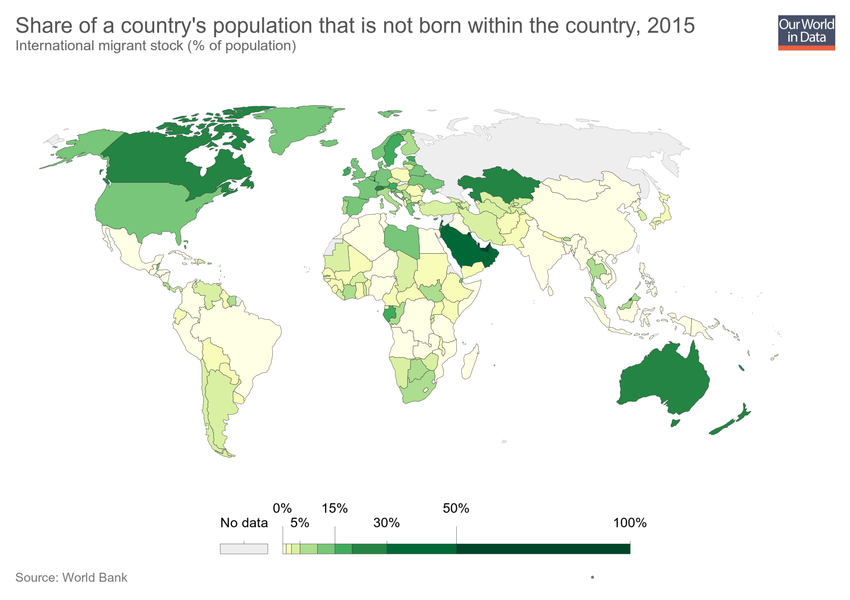 Share of a country's population that is not born within the country, 2015
International migrant stock (% of population)
Our World
in Data
0% 15% 50%
No data 5% 30% 100%
Source: World Bank